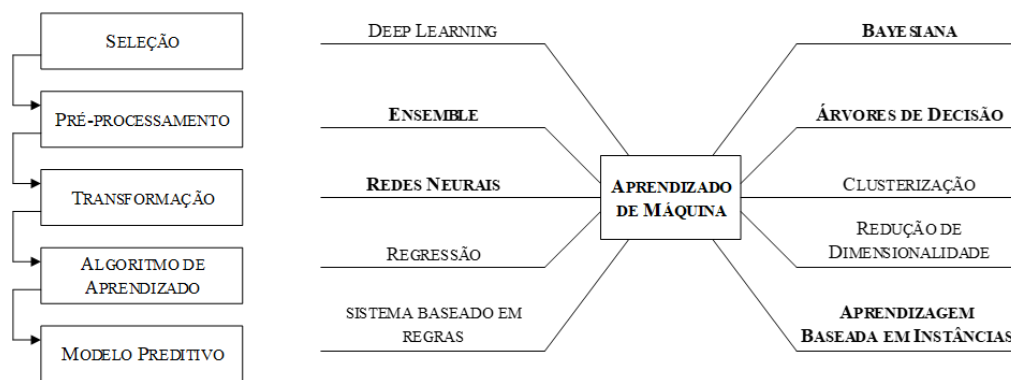 SELEÇÃO
PRÉ-PROCESSAMENTO
TRANSFORMAÇÃO
ALGORITMO DE
APRENDIZADO
MODELO PREDITIVO
DEEP LEARNING
ENSEMBLE
REDES NEURAIS
REGRESSÃO
SISTEMA BASEADO EM
REGRAS
APRENDIZADO
DE MÁQUINA
BAYESIANA
ÁRVORES DE DECISÃO
CLUSTERIZAÇÃO
REDUÇÃO DE
DIMENSIONALIDADE
APRENDIZAGEM
BASEADA EM INSTÂNCIAS